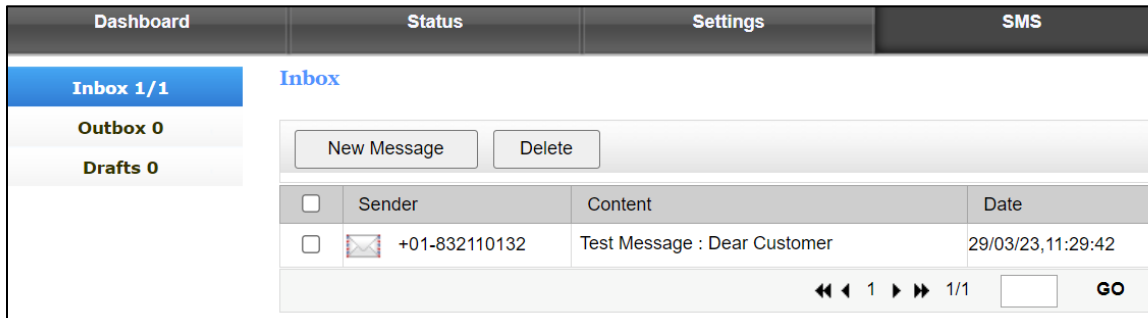 Dashboard Status Settings SMS
Inbox 1/1
Outbox 0
Drafts 0
Inbox
New Message Delete
Sender Content Date
+01-832110132 Test Message : Dear Customer 29/03/23,11:29:42
1 1/1 GO